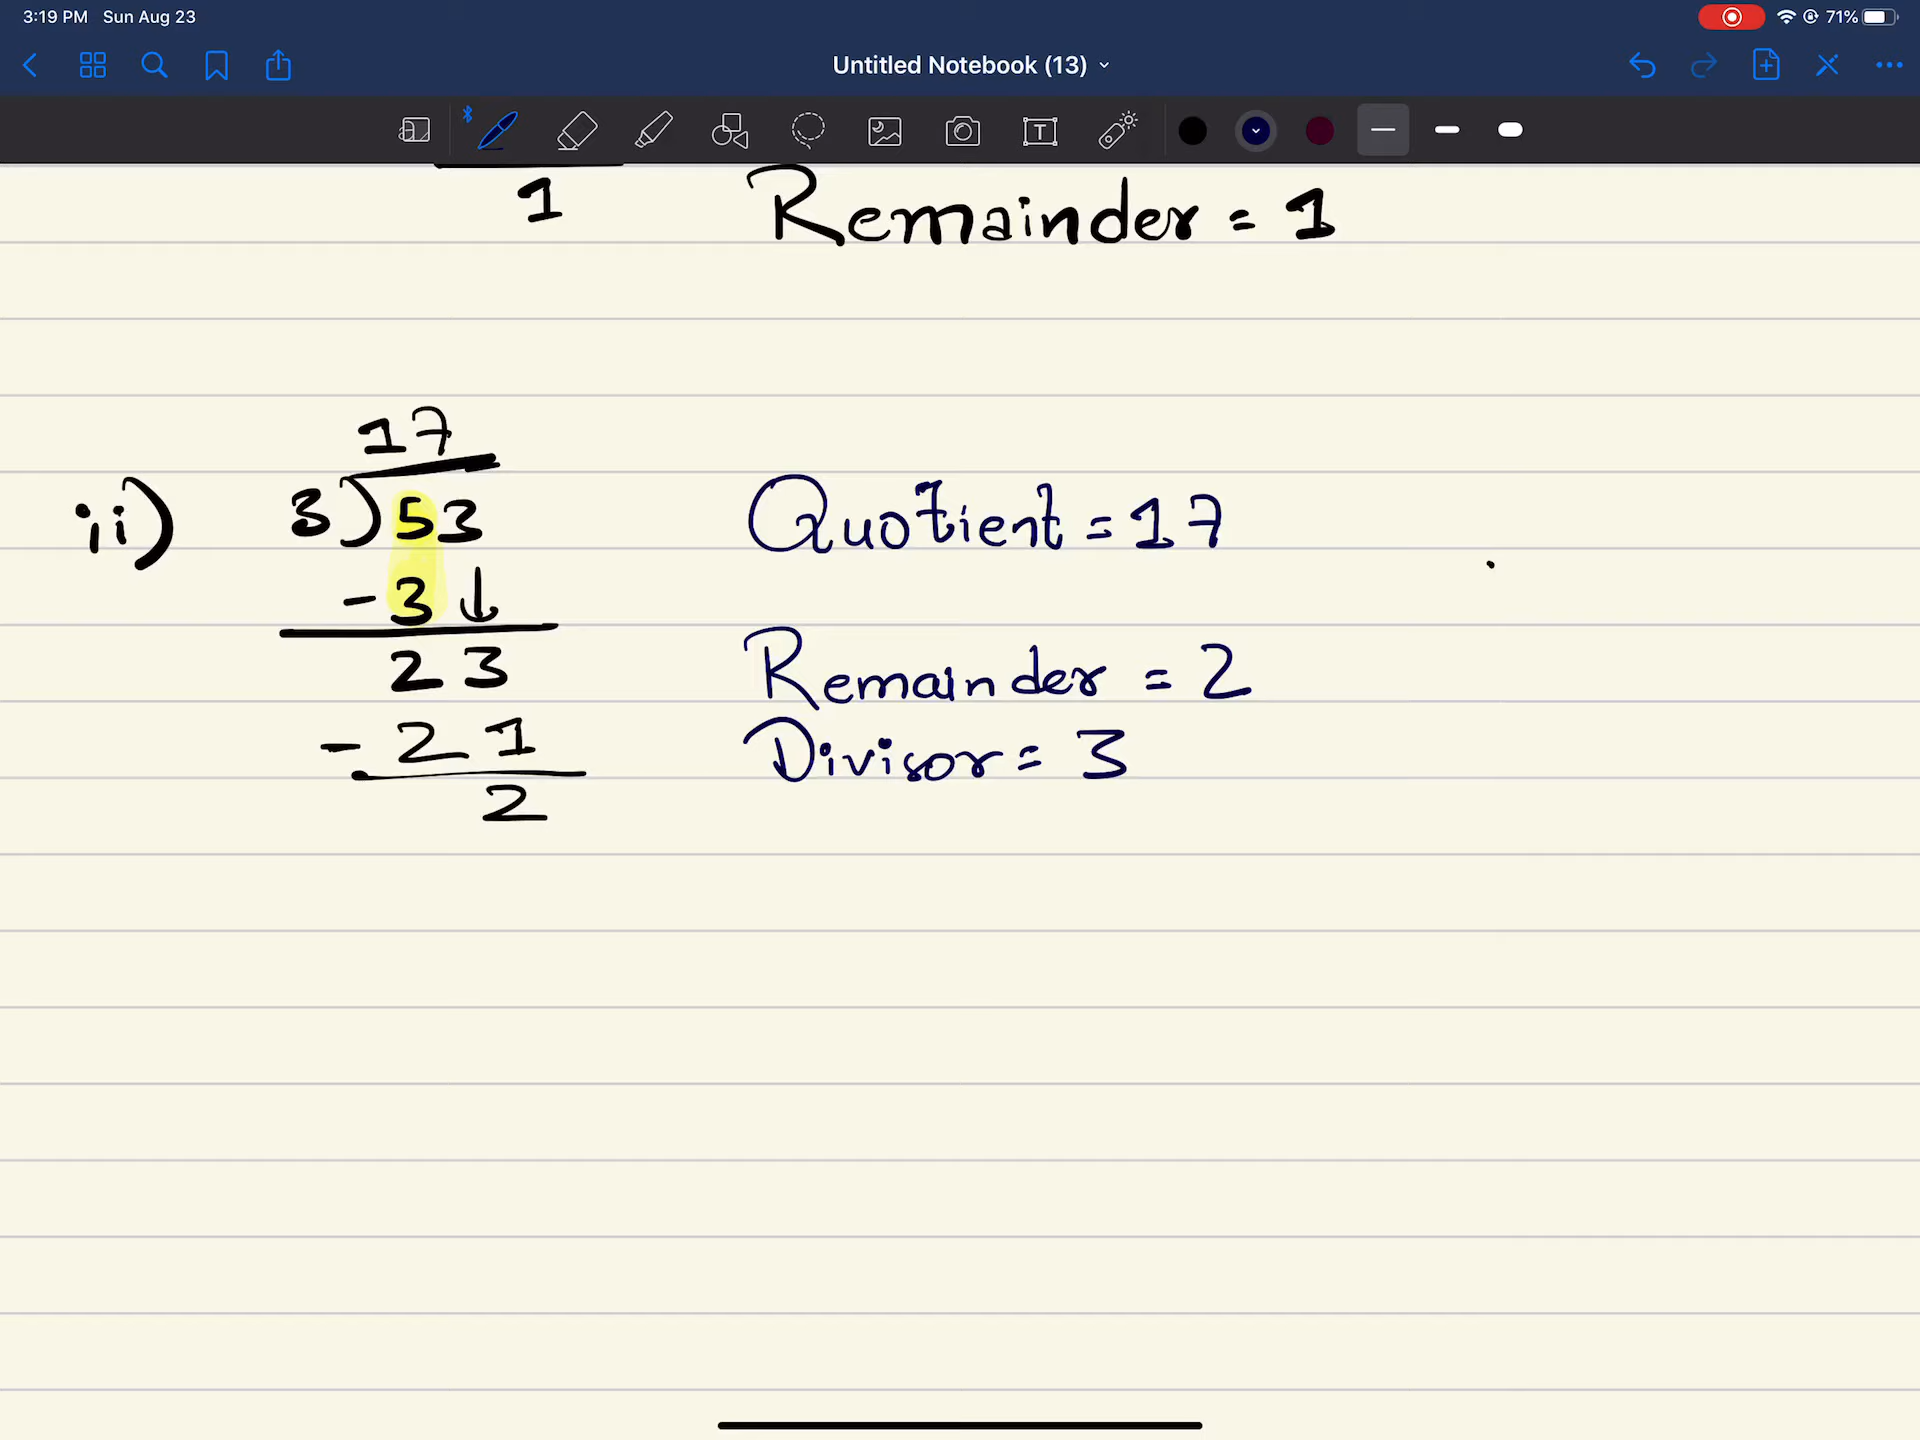 3:19 PM Sun Aug 23
71%
Untitled Notebook (13)
1 Remainder = 1
17
ii) 3) 53 Quotient = 17
- 3 ↓
23 Remainder = 2
- 21 Divisor = 3
2